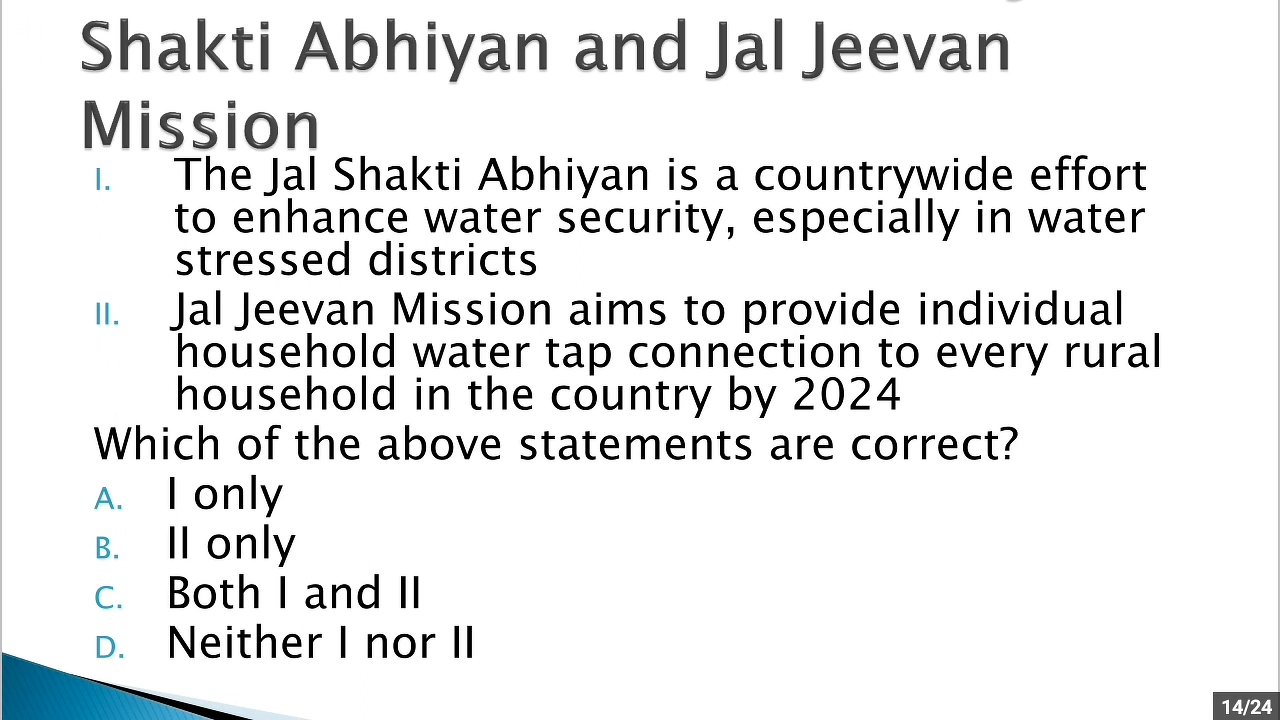 Shakti Abhiyan and Jal Jeevan
Mission
I. The Jal Shakti Abhiyan is a countrywide effort
to enhance water security, especially in water
stressed districts
II. Jal Jeevan Mission aims to provide individual
household water tap connection to every rural
household in the country by 2024
Which of the above statements are correct?
A. I only
B. II only
C. Both I and II
D. Neither I nor II
14/24